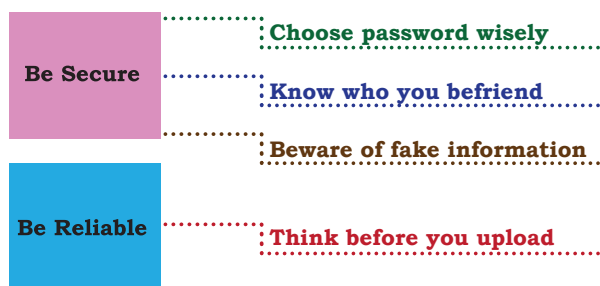 Be Secure
Choose password wisely
Know who you befriend
Beware of fake information
Be Reliable
Think before you upload